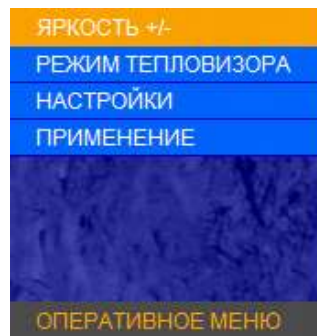 ЯРКОСТЬ +/-
РЕЖИМ ТЕПЛОВИЗОРА
НАСТРОЙКИ
ПРИМЕНЕНИЕ
ОПЕРАТИВНОЕ МЕНЮ